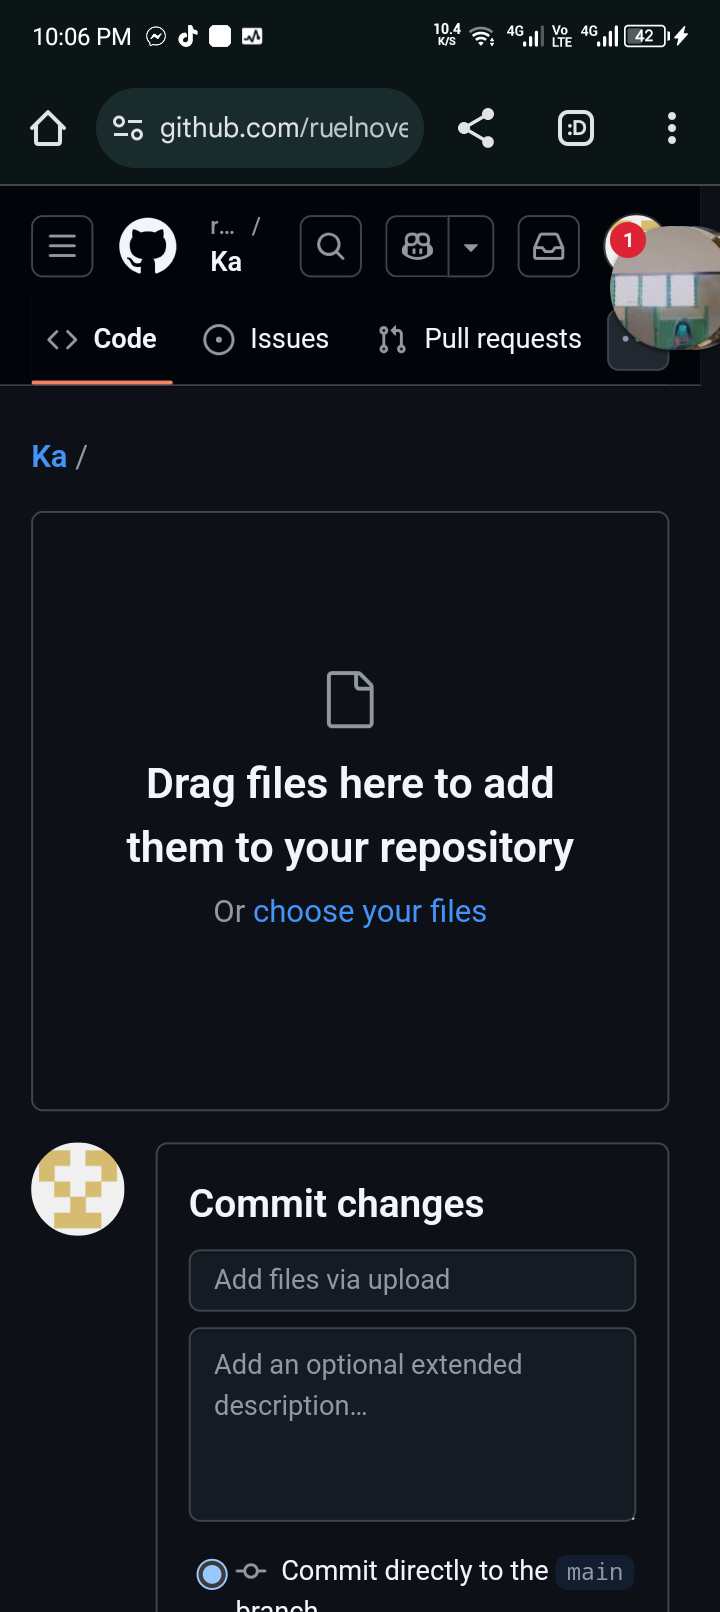 10:06 PM 10.4 K/S 4G Vo LTE 4G 42
github.com/ruelnove :D
r... /
Ka
1
Code Issues Pull requests
Ka /
Drag files here to add
them to your repository
Or choose your files
Commit changes
Add files via upload
Add an optional extended
description...
Commit directly to the main
branch